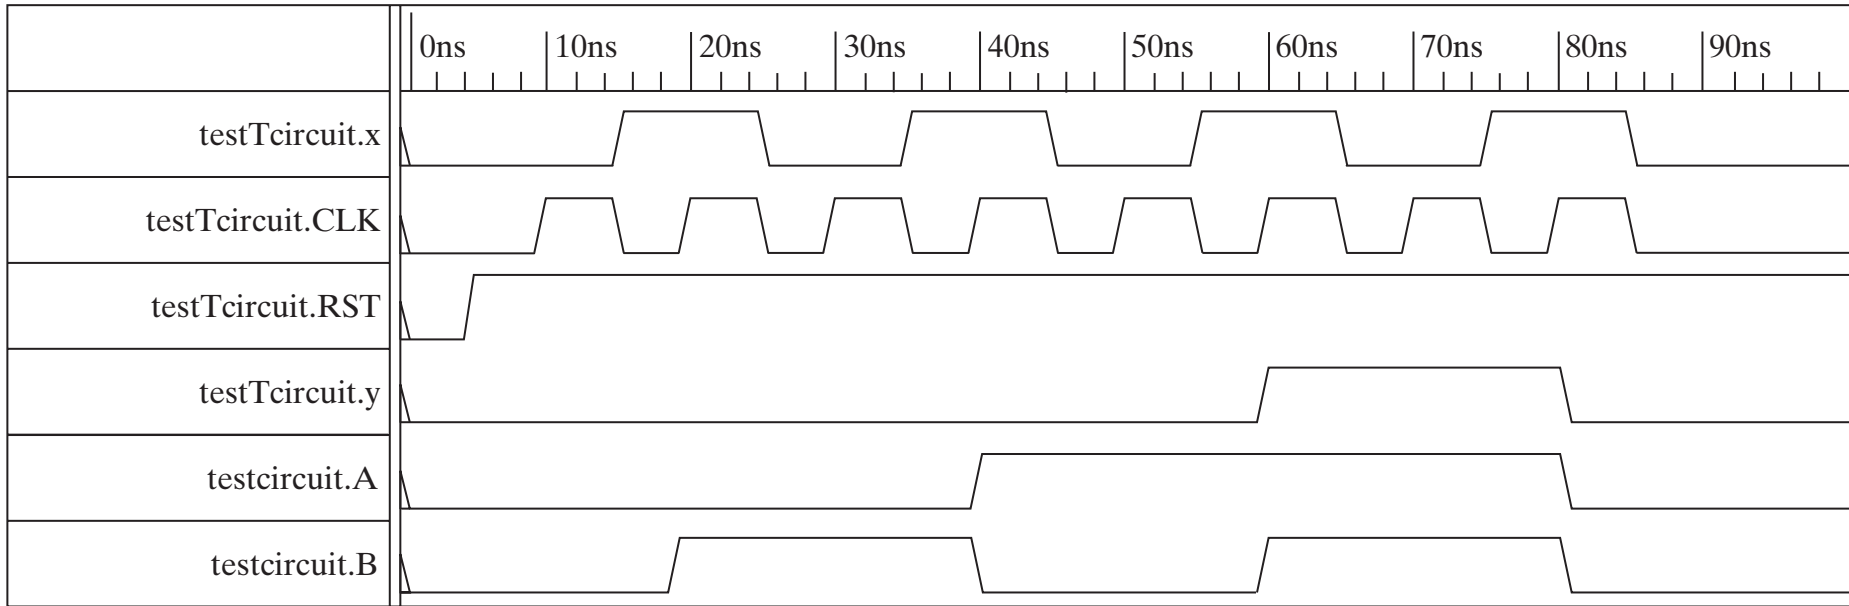 0ns 10ns 20ns 30ns 40ns 50ns 60ns 70ns 80ns 90ns
testTcircuit.x
testTcircuit.CLK
testTcircuit.RST
testTcircuit.y
testcircuit.A
testcircuit.B